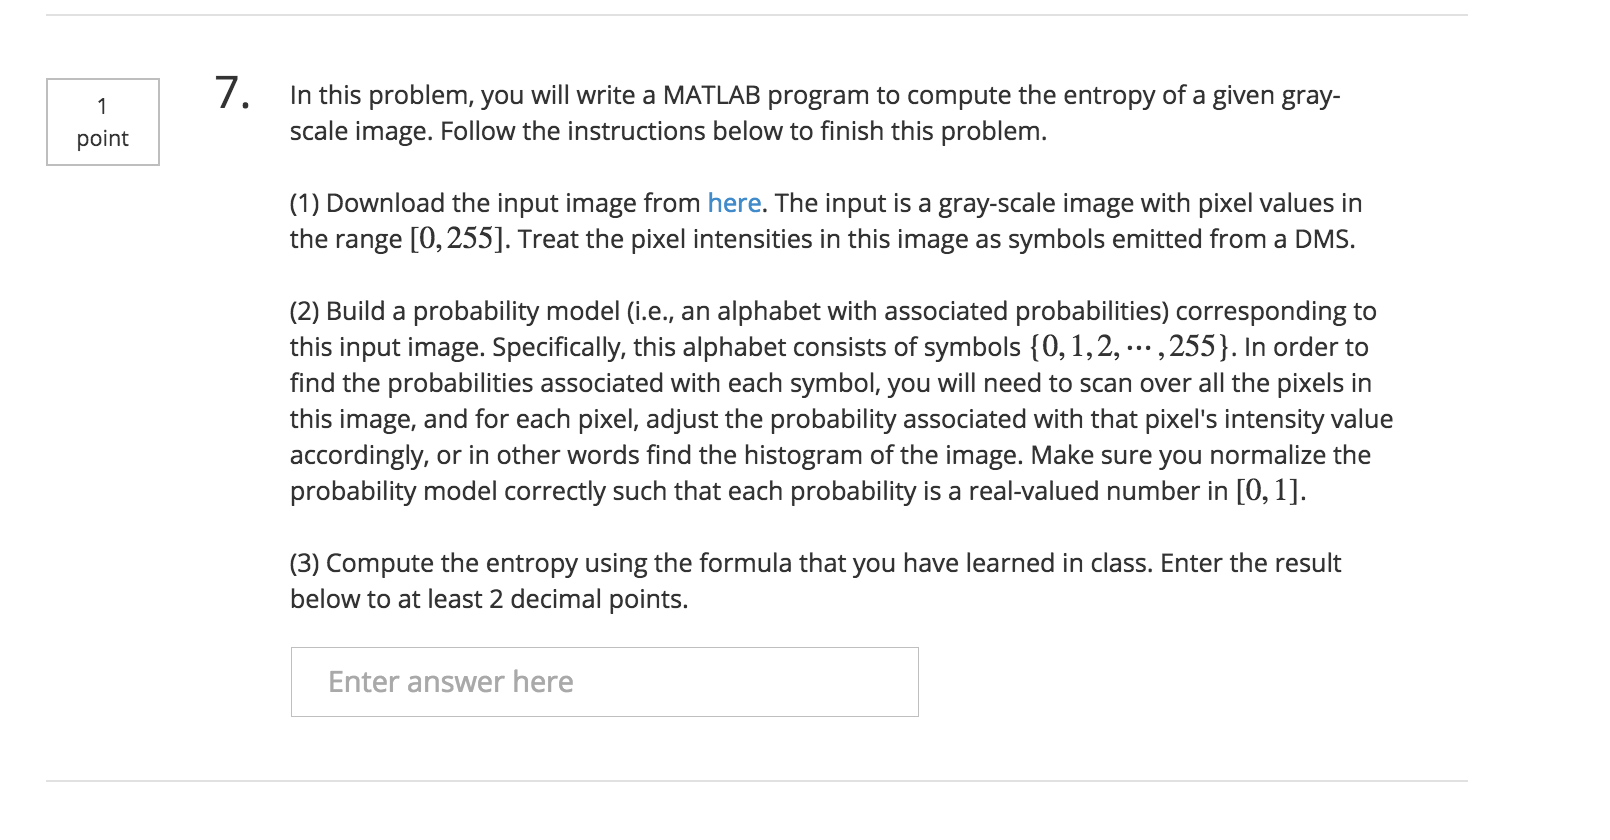 1
point
7.
In this problem, you will write a MATLAB program to compute the entropy of a given gray-
scale image. Follow the instructions below to finish this problem.
(1) Download the input image from here. The input is a gray-scale image with pixel values in
the range [0, 255]. Treat the pixel intensities in this image as symbols emitted from a DMS.
(2) Build a probability model (i.e., an alphabet with associated probabilities) corresponding to
this input image. Specifically, this alphabet consists of symbols {0, 1, 2, ⋯ , 255}. In order to
find the probabilities associated with each symbol, you will need to scan over all the pixels in
this image, and for each pixel, adjust the probability associated with that pixel's intensity value
accordingly, or in other words find the histogram of the image. Make sure you normalize the
probability model correctly such that each probability is a real-valued number in [0, 1].
(3) Compute the entropy using the formula that you have learned in class. Enter the result
below to at least 2 decimal points.
Enter answer here